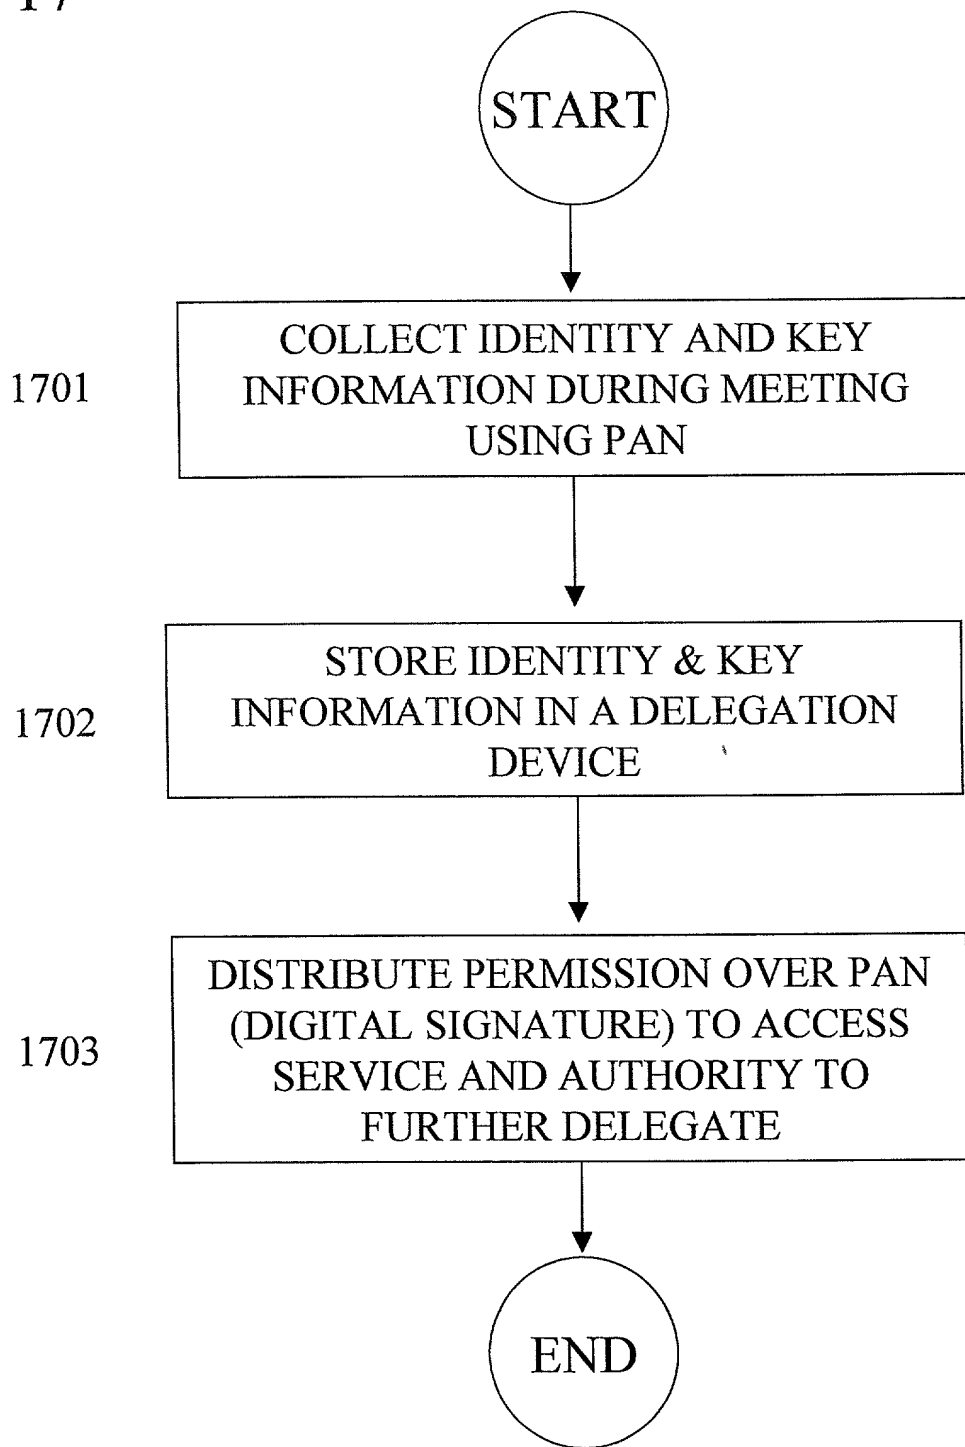 17
START
COLLECT IDENTITY AND KEY
INFORMATION DURING MEETING
1701
USING PAN
STORE IDENTITY & KEY
INFORMATION IN A DELEGATION
1702
DEVICE
DISTRIBUTE PERMISSION OVER PAN
(DIGITAL SIGNATURE) TO ACCESS
1703
SERVICE AND AUTHORITY TO
FURTHER DELEGATE
END